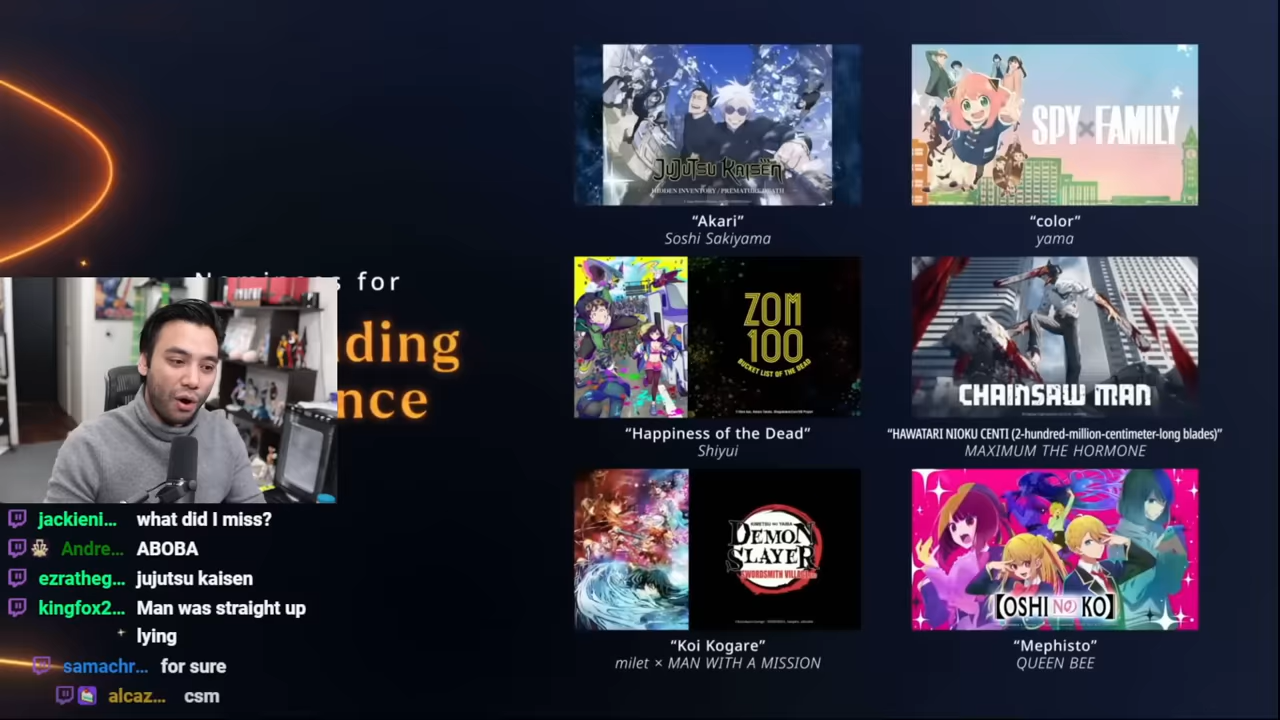 JUJUTSU KAISEN
HIDDEN INVENTORY / PREMATURE DEATH
“Akari”
Soshi Sakiyama
SPY×FAMILY
“color”
yama
s for
ding
nce
ZOM
100
BUCKET LIST OF THE DEAD
“Happiness of the Dead”
Shiyui
CHAINSAW MAN
“HAWATARI NIOKU CENTI (2-hundred-million-centimeter-long blades)”
MAXIMUM THE HORMONE
KIMETSU NO YAIBA
DEMON
SLAYER
SWORDSMITH VILLAGE
“Koi Kogare”
milet × MAN WITH A MISSION
【OSHI NO KO】
“Mephisto”
QUEEN BEE
jackieni... what did I miss?
Andre... ABOBA
ezratheg... jujutsu kaisen
kingfox2... Man was straight up
lying
samachr... for sure
alcaz... csm